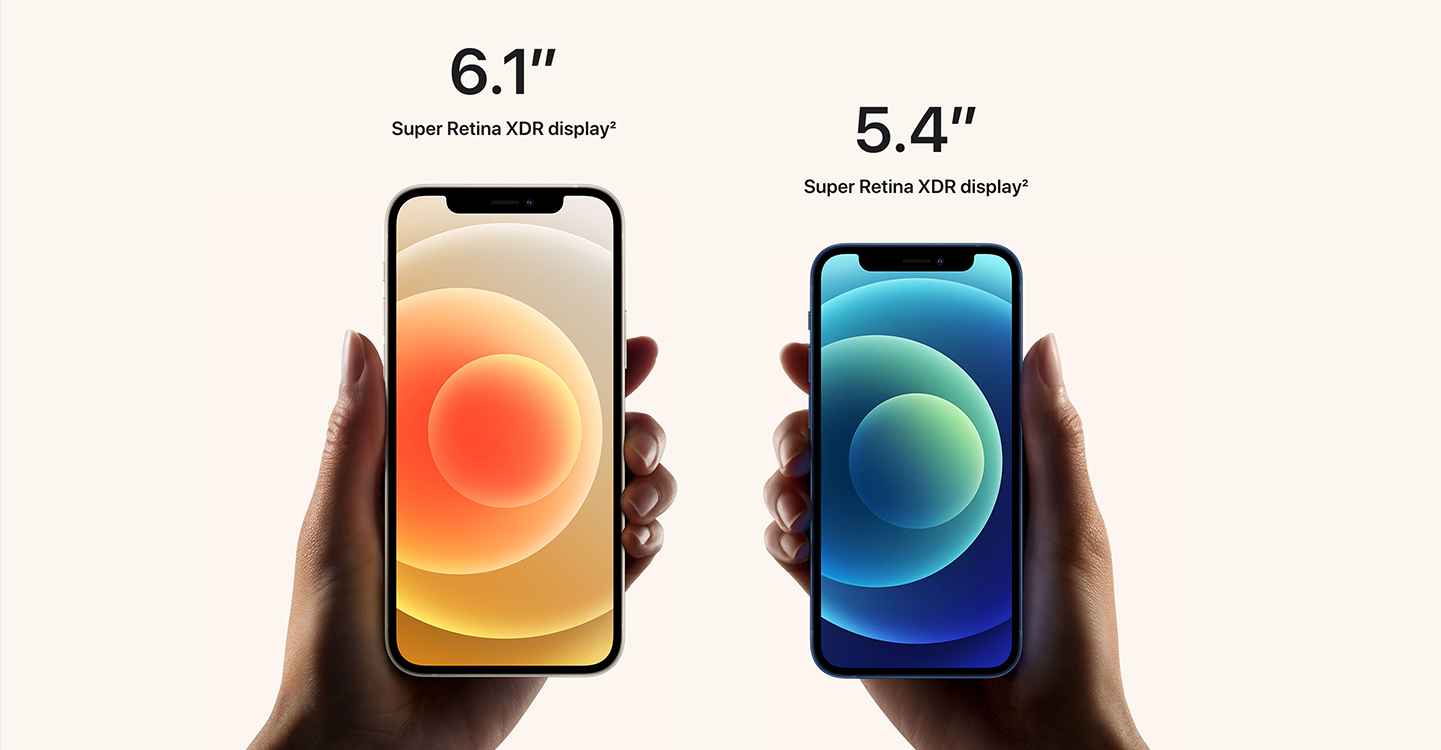 6.1″
Super Retina XDR display²
5.4″
Super Retina XDR display²